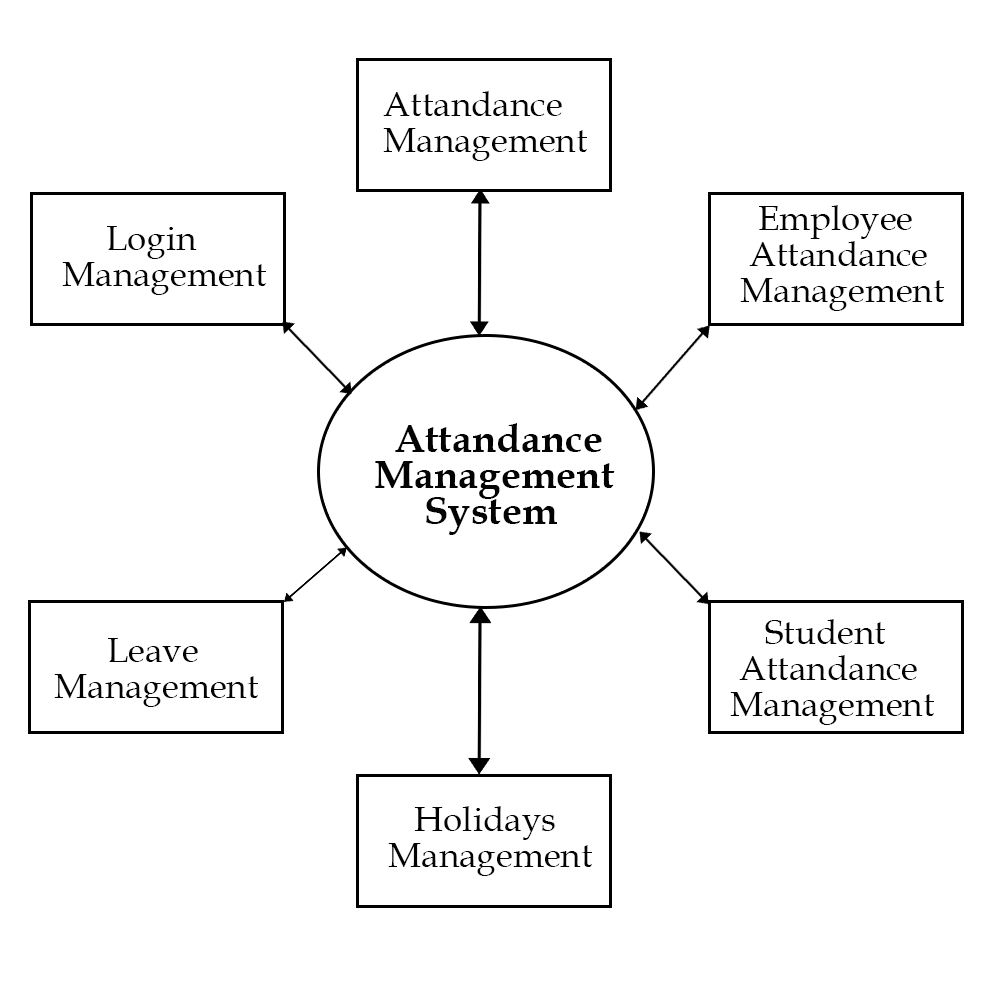 Attandance
Management
Login
Management
Employee
Attandance
Management
Attandance
Management
System
Leave
Management
Student
Attandance
Management
Holidays
Management